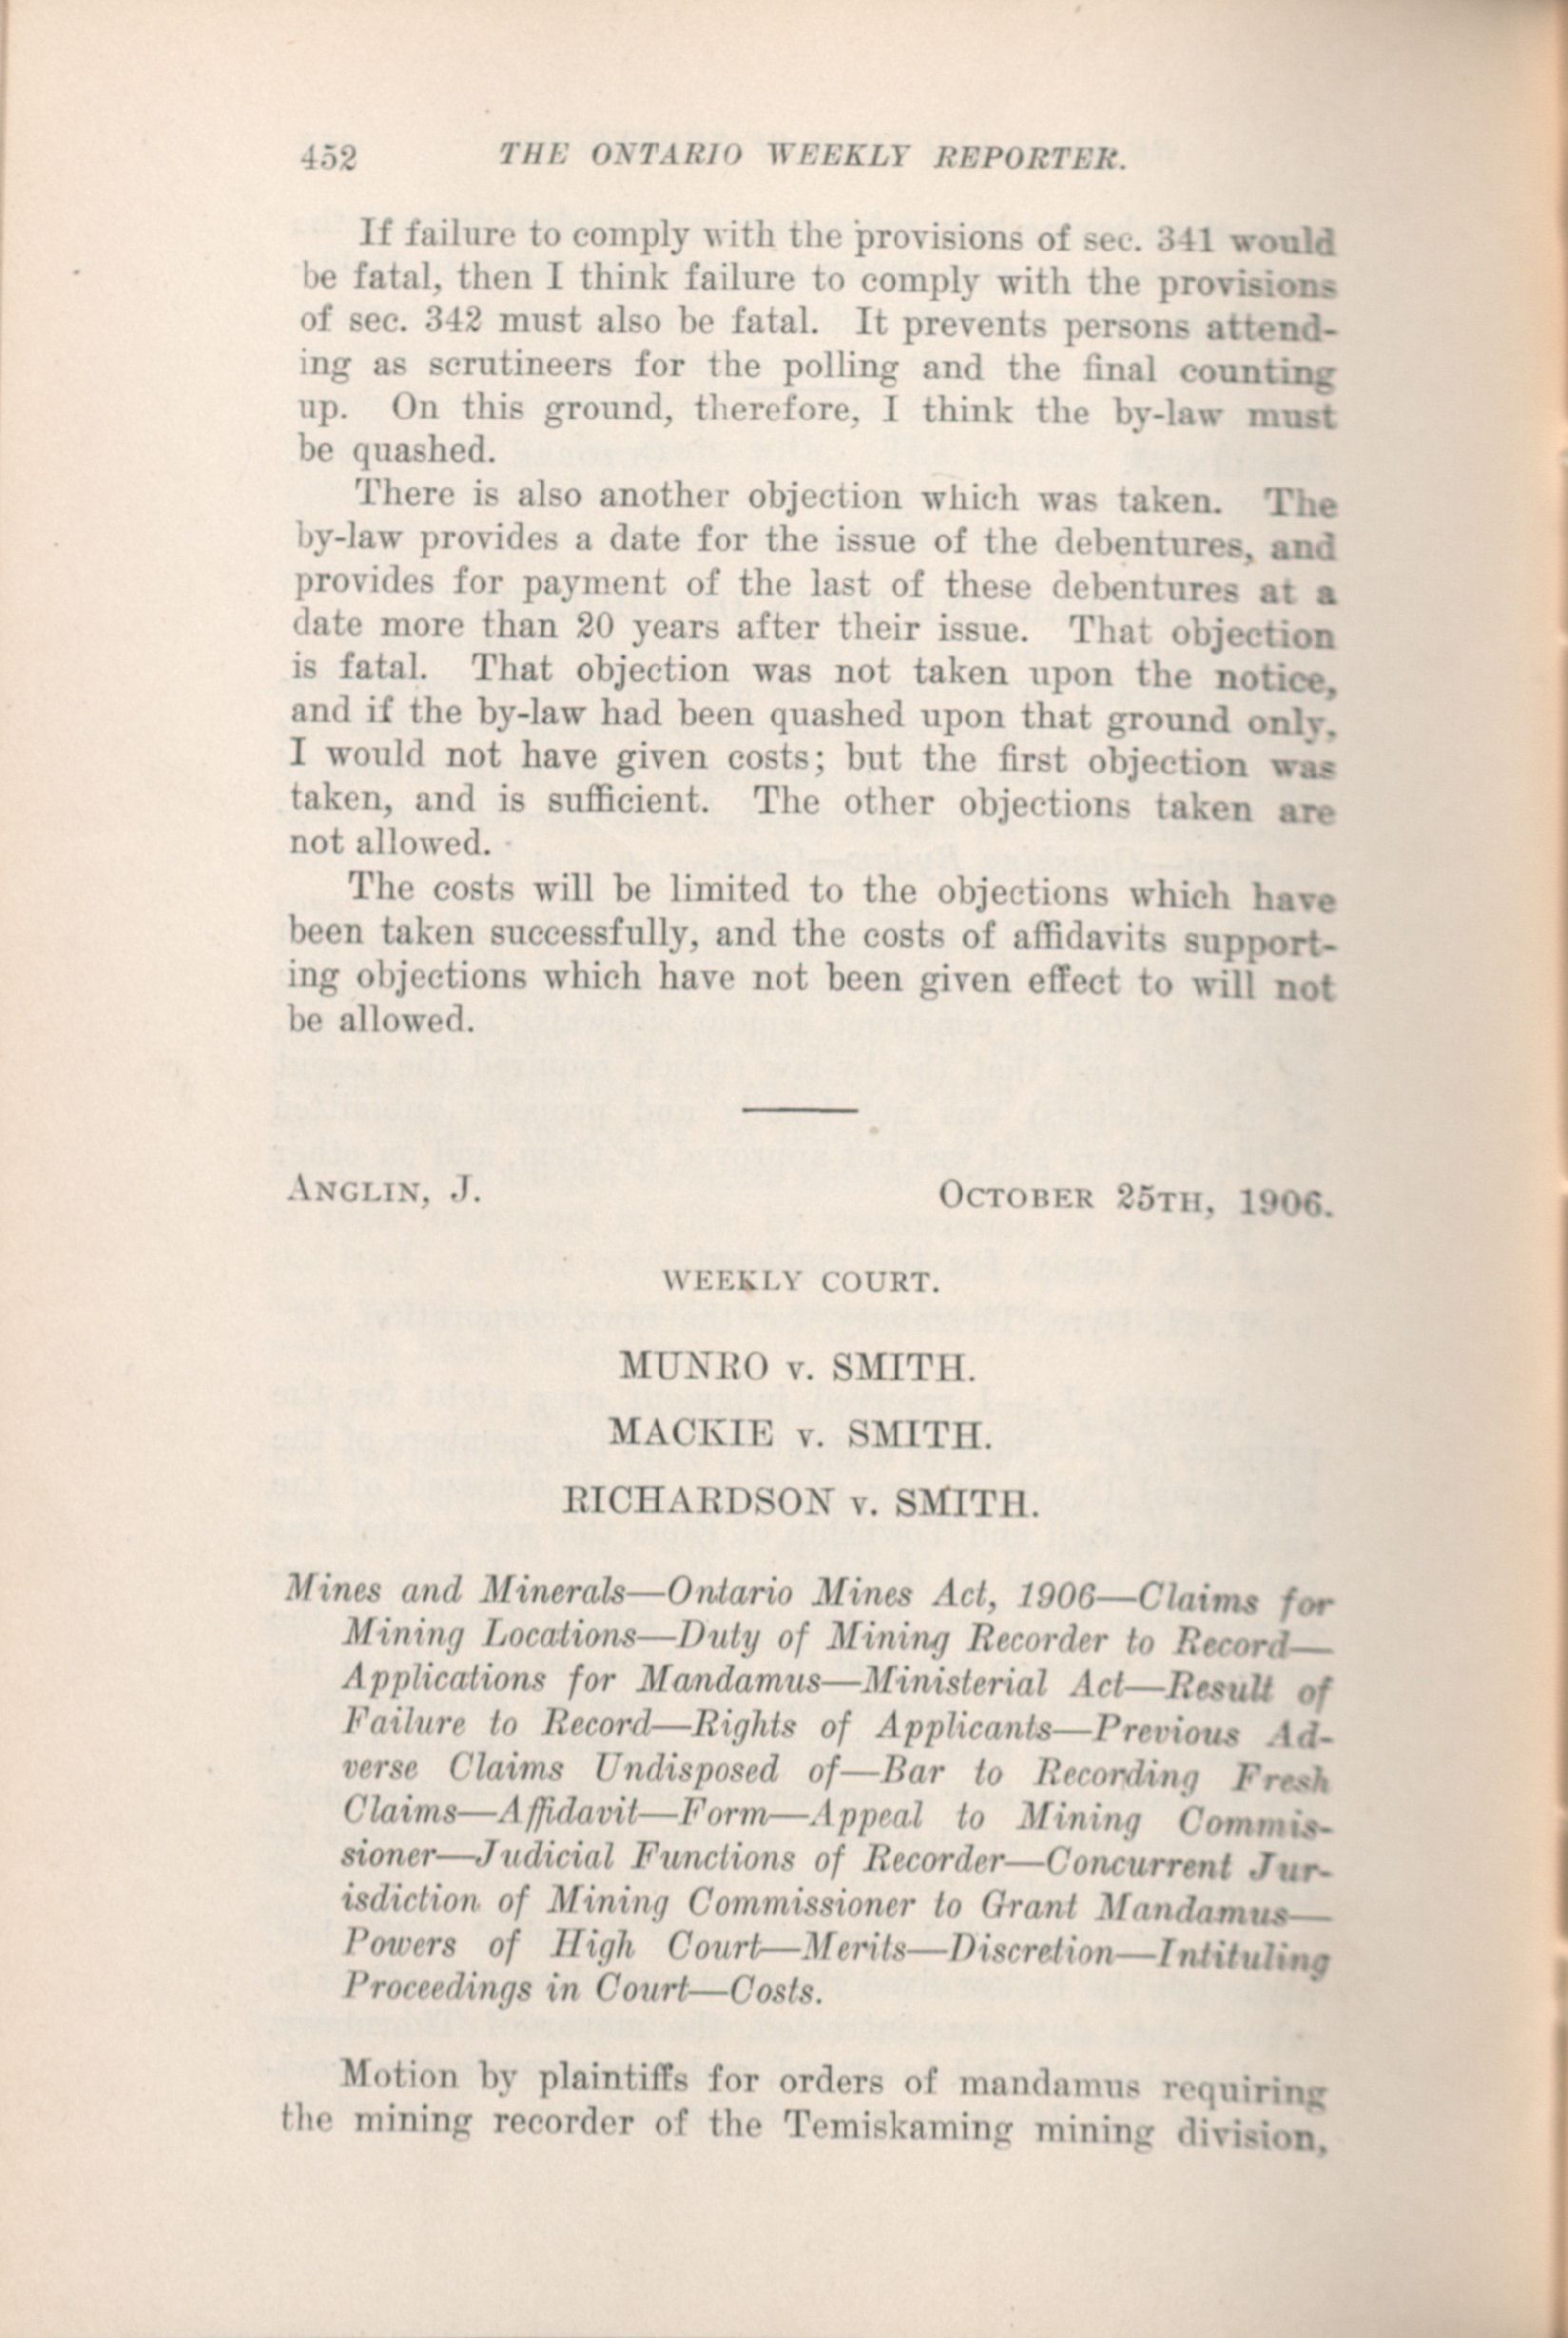 452 THE ONTARIO WEEKLY REPORTER.
If failure to comply with the provisions of sec. 341 would
be fatal, then I think failure to comply with the provisions
of sec. 342 must also be fatal. It prevents persons attend-
ing as scrutineers for the polling and the final counting
up. On this ground, therefore, I think the by-law must
be quashed.
There is also another objection which was taken. The
by-law provides a date for the issue of the debentures, and
provides for payment of the last of these debentures at a
date more than 20 years after their issue. That objection
is fatal. That objection was not taken upon the notice,
and if the by-law had been quashed upon that ground only,
I would not have given costs; but the first objection was
taken, and is sufficient. The other objections taken are
not allowed.
The costs will be limited to the objections which have
been taken successfully, and the costs of affidavits support-
ing objections which have not been given effect to will not
be allowed.
ANGLIN, J. OCTOBER 25TH, 1906.
WEEKLY COURT.
MUNRO v. SMITH.
MACKIE v. SMITH.
RICHARDSON v. SMITH.
Mines and Minerals—Ontario Mines Act, 1906—Claims for
Mining Locations—Duty of Mining Recorder to Record—
Applications for Mandamus—Ministerial Act—Result of
Failure to Record—Rights of Applicants—Previous Ad-
verse Claims Undisposed of—Bar to Recording Fresh
Claims—Affidavit—Form—Appeal to Mining Commis-
sioner—Judicial Functions of Recorder—Concurrent Jur-
isdiction of Mining Commissioner to Grant Mandamus—
Powers of High Court—Merits—Discretion—Intituling
Proceedings in Court—Costs.
Motion by plaintiffs for orders of mandamus requiring
the mining recorder of the Temiskaming mining division,